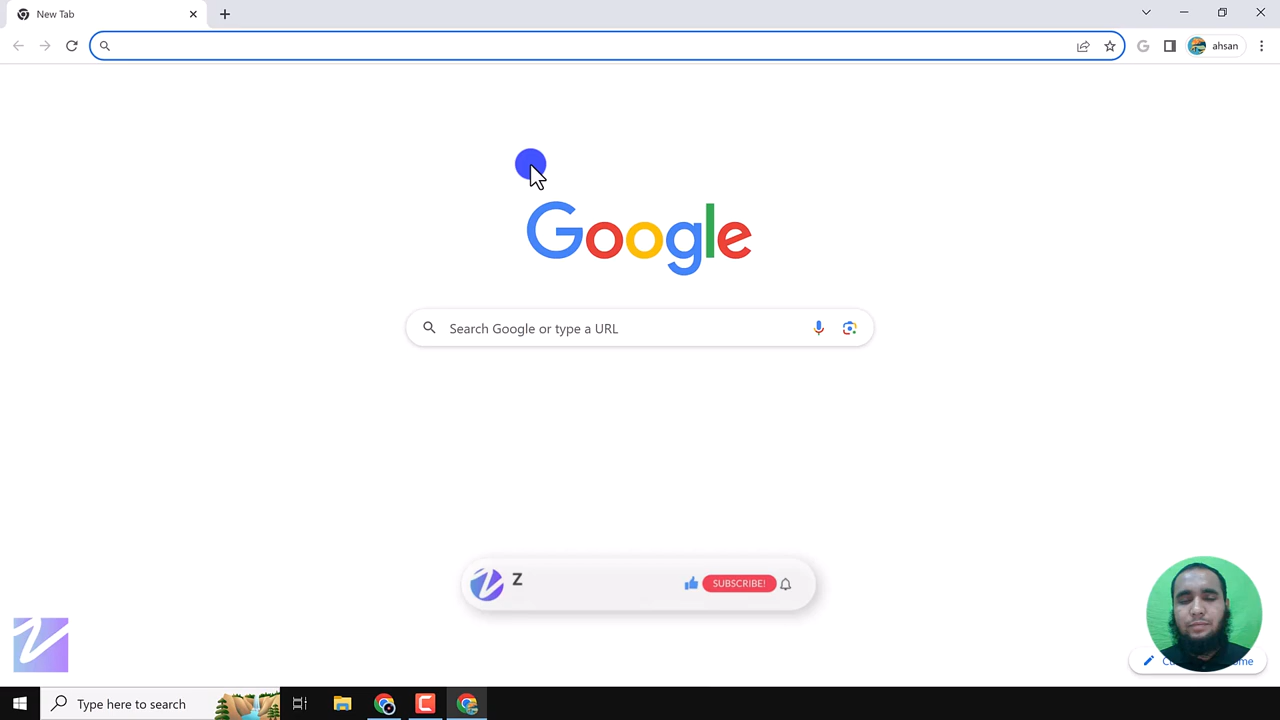 New Tab
ahsan
Google
Search Google or type a URL
Z
SUBSCRIBE!
Type here to search